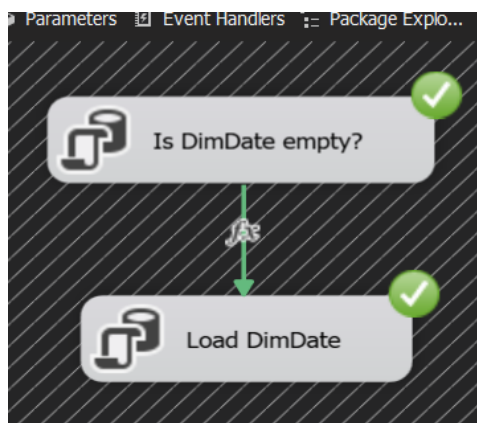 Parameters Event Handlers Package Explo...
Is DimDate empty?
fx
Load DimDate